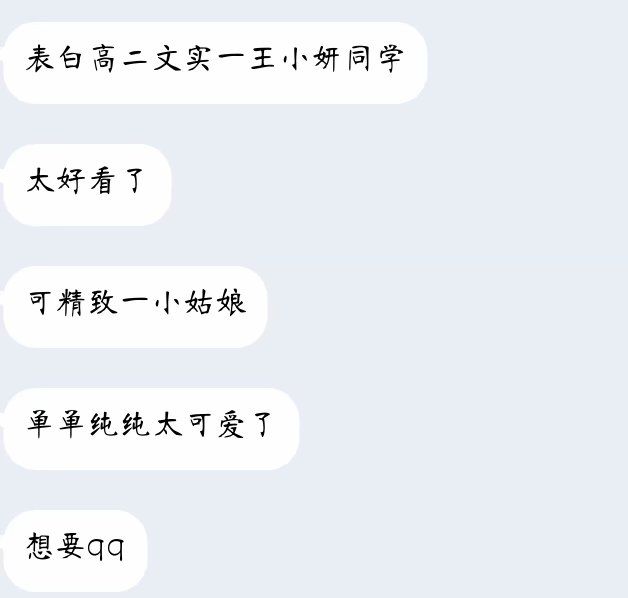 表白高二文实一王小妍同学
太好看了
可精致一小姑娘
单单纯纯太可爱了
想要qq